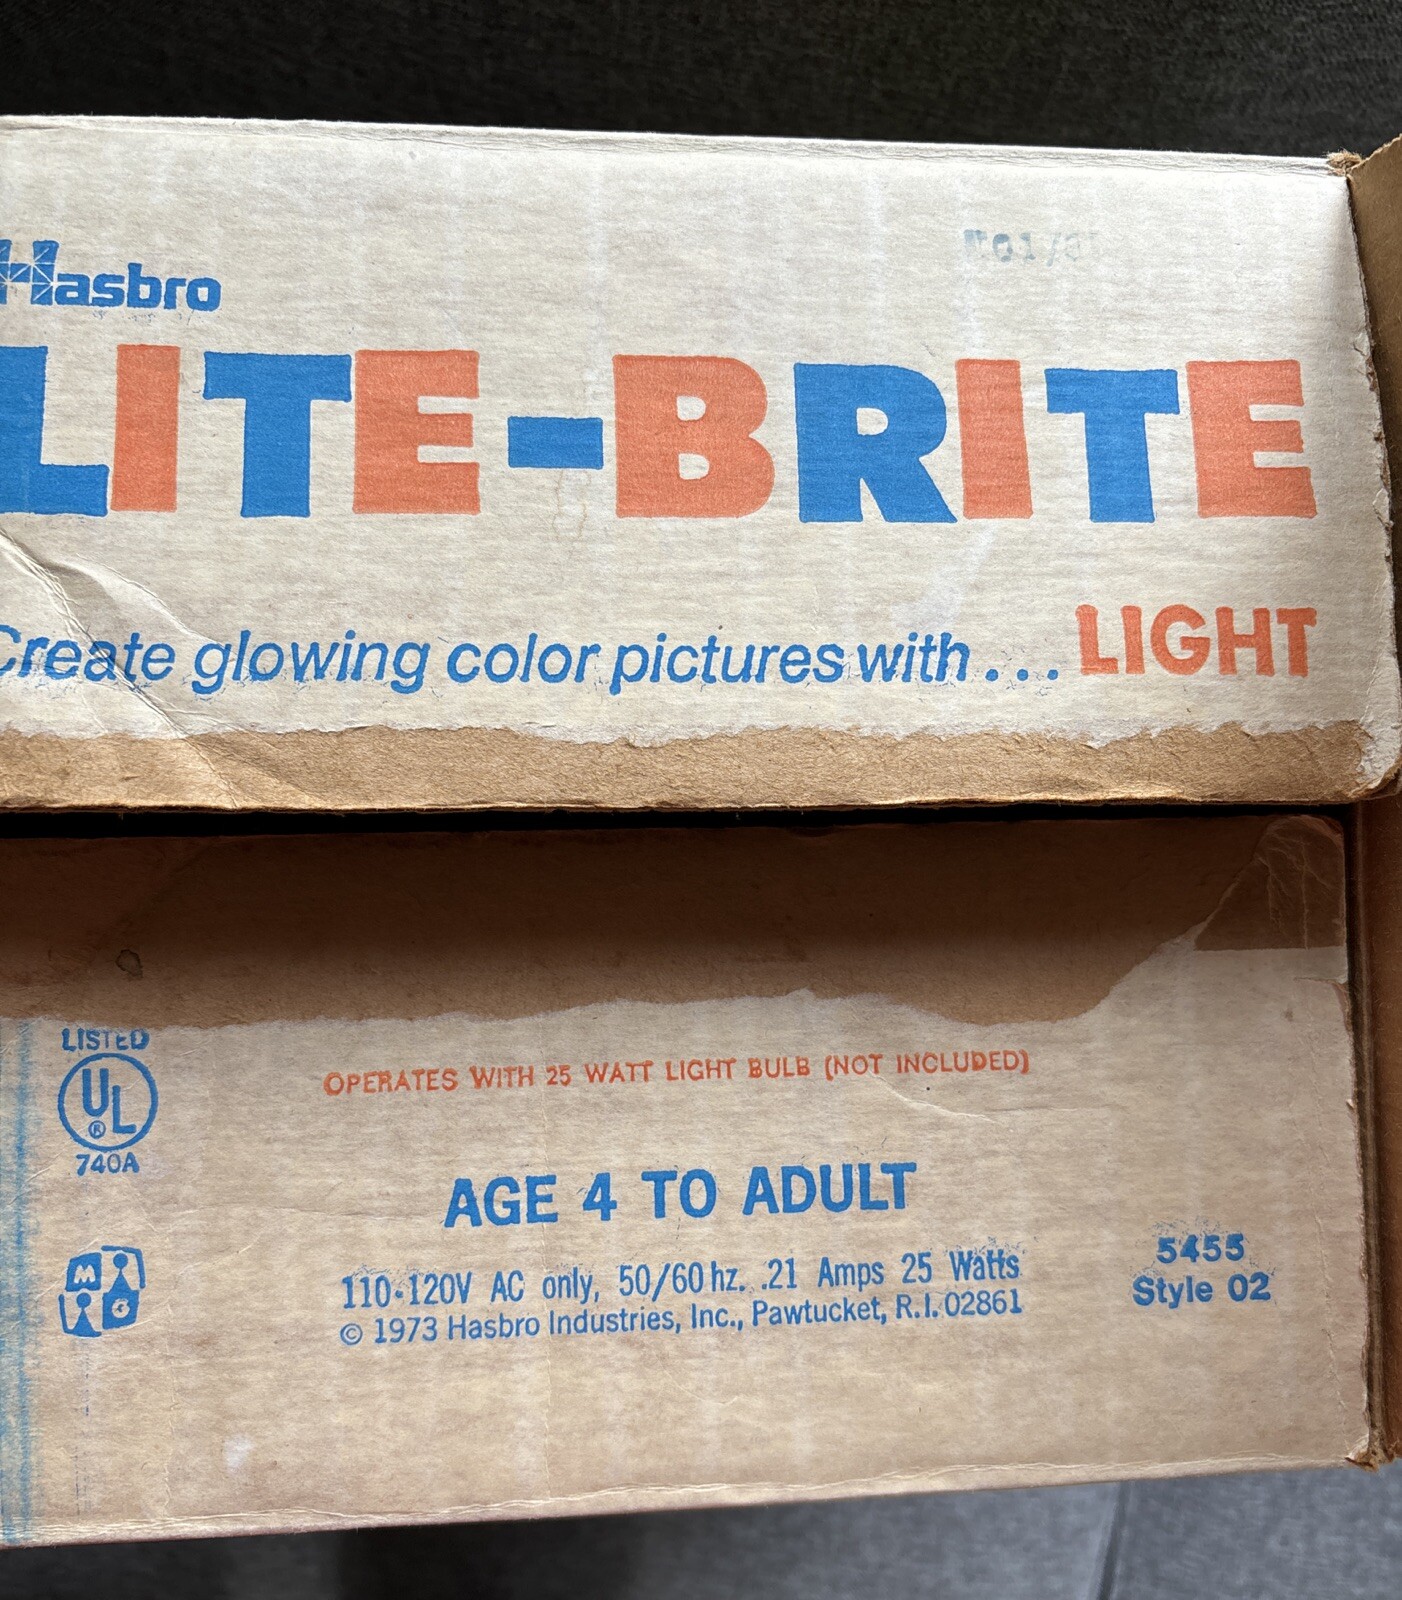 Hasbro
LITE-BRITE
Create glowing color pictures with... LIGHT
LISTED
UL
®
740A
OPERATES WITH 25 WATT LIGHT BULB (NOT INCLUDED)
AGE 4 TO ADULT
110-120V AC only, 50/60 hz. .21 Amps 25 Watts
© 1973 Hasbro Industries, Inc., Pawtucket, R.I. 02861
5455
Style 02